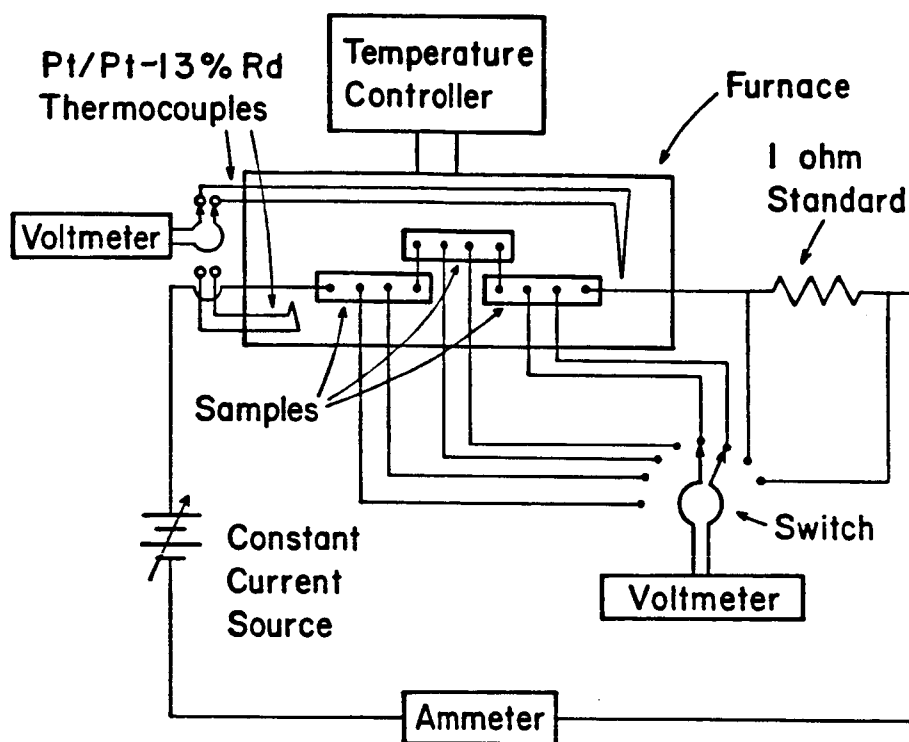 Pt/Pt-13% Rd
Thermocouples
Temperature
Controller
Furnace
1 ohm
Standard
Voltmeter
Samples
Switch
Constant
Current
Source
Voltmeter
Ammeter